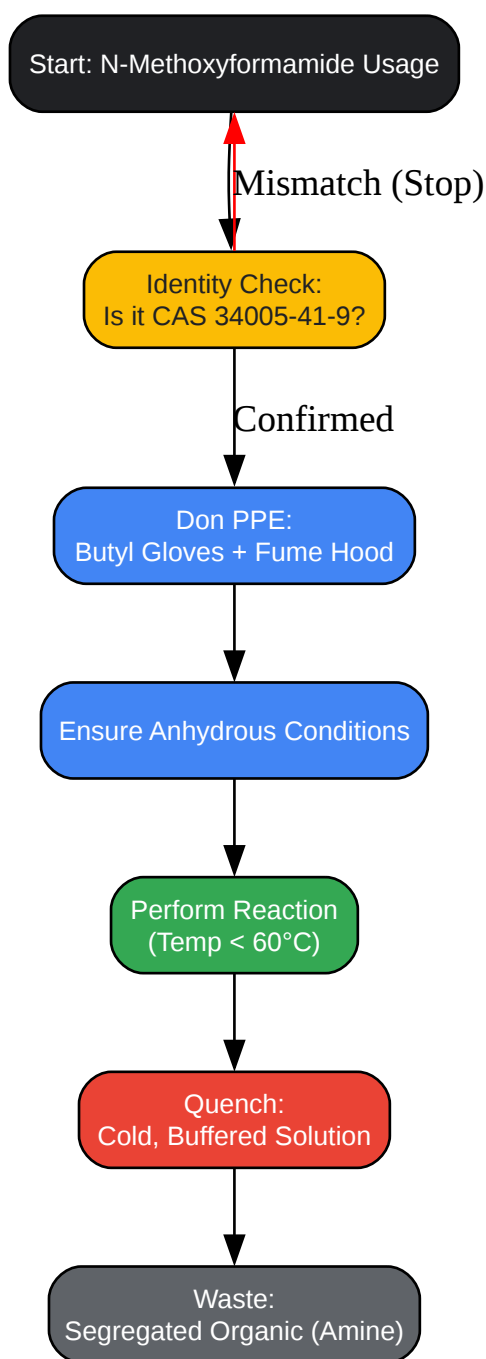 Start: N-Methoxyformamide Usage
Mismatch (Stop)
Identity Check:
Is it CAS 34005-41-9?
Confirmed
Don PPE:
Butyl Gloves + Fume Hood
Ensure Anhydrous Conditions
Perform Reaction
(Temp < 60°C)
Quench:
Cold, Buffered Solution
Waste:
Segregated Organic (Amine)